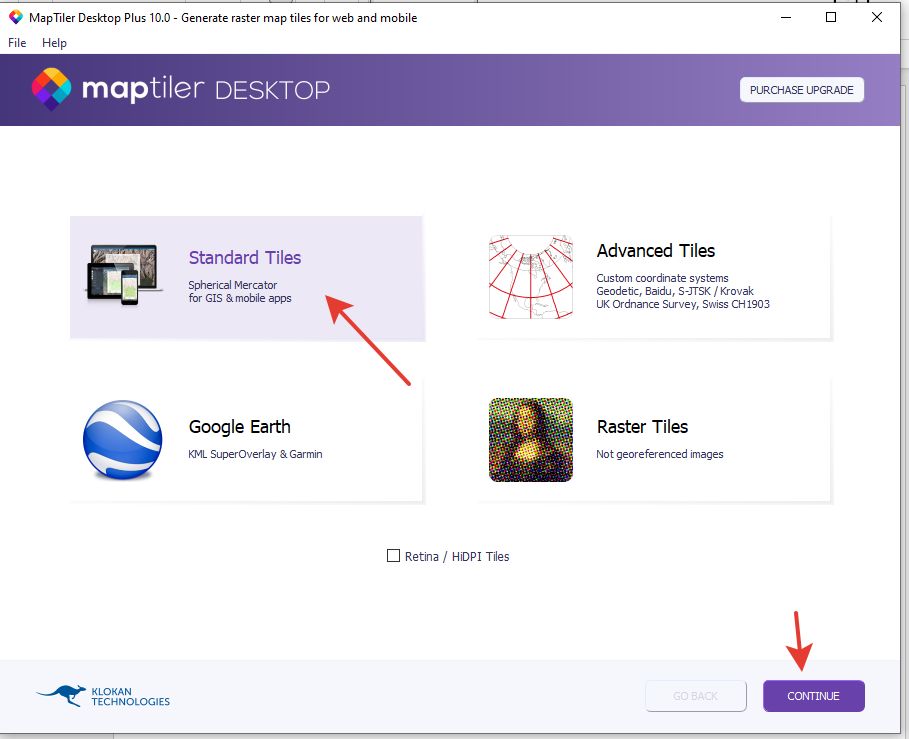 MapTiler Desktop Plus 10.0 - Generate raster map tiles for web and mobile
File Help
maptiler DESKTOP
PURCHASE UPGRADE
Standard Tiles
Spherical Mercator
for GIS & mobile apps
Advanced Tiles
Custom coordinate systems
Geodetic, Baidu, S-JTSK / Krovak
UK Ordnance Survey, Swiss CH1903
Google Earth
KML SuperOverlay & Garmin
Raster Tiles
Not georeferenced images
Retina / HiDPI Tiles
KLOKAN
TECHNOLOGIES
GO BACK
CONTINUE